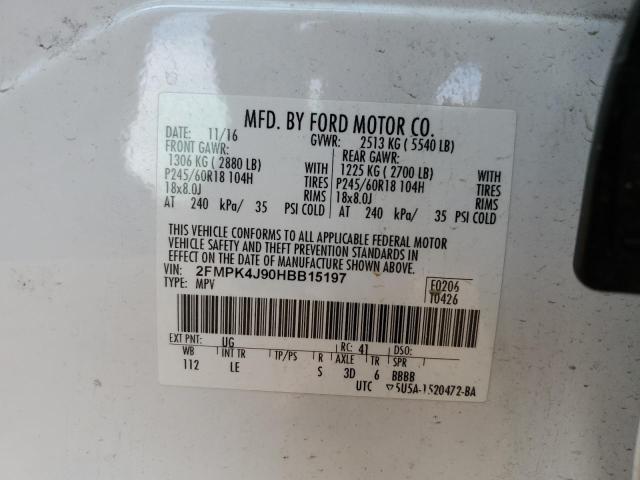 MFD. BY FORD MOTOR CO.
DATE: 11/16 GVWR: 2513 KG ( 5540 LB)
FRONT GAWR: REAR GAWR:
1306 KG ( 2880 LB) WITH 1225 KG ( 2700 LB) WITH
P245/60R18 104H TIRES P245/60R18 104H TIRES
18x8.0J RIMS 18x8.0J RIMS
AT 240 kPa/ 35 PSI COLD AT 240 kPa/ 35 PSI COLD
THIS VEHICLE CONFORMS TO ALL APPLICABLE FEDERAL MOTOR
VEHICLE SAFETY AND THEFT PREVENTION STANDARDS IN
EFFECT ON THE DATE OF MANUFACTURE SHOWN ABOVE.
VIN: 2FMPK4J90HBB15197 F0206
TYPE: MPV T0426
EXT PNT: UG RC: 41 DSO:
WB INT TR TP/PS R AXLE TR SPR
112 LE S 3D 6 BBBB
UTC ▽5U5A-1520472-BA